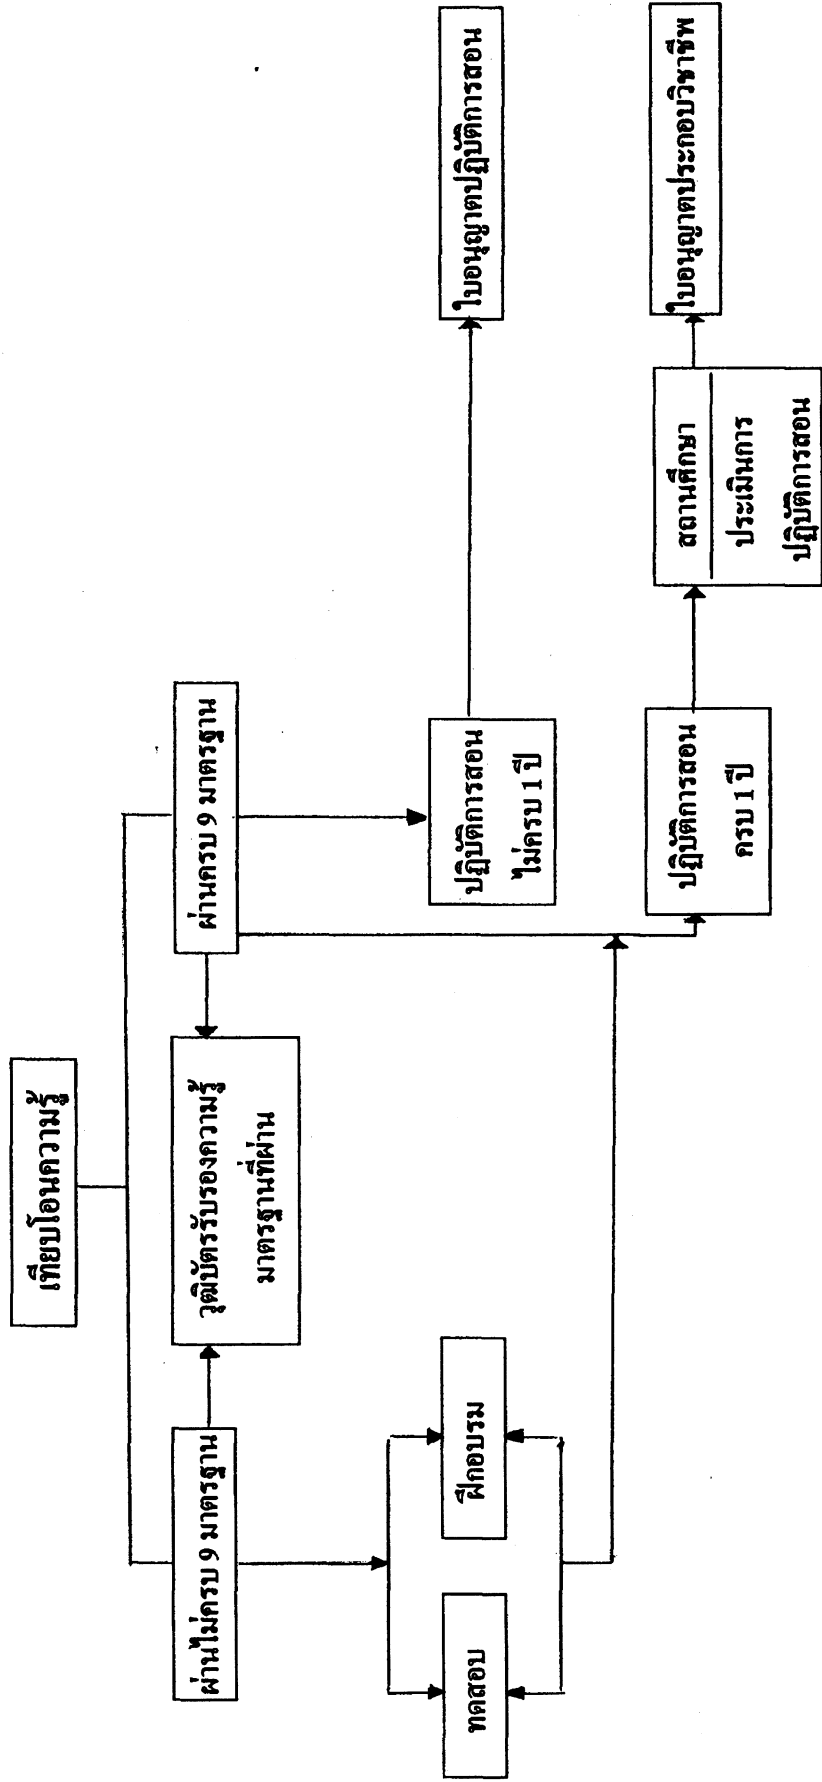 เทียบโอนความรู้
ผ่านไม่ครบ 9 มาตรฐาน
วุฒิบัตรรับรองความรู้
มาตรฐานที่ผ่าน
ผ่านครบ 9 มาตรฐาน
ทดสอบ
ฝึกอบรม
ปฏิบัติการสอน
ไม่ครบ 1 ปี
ใบอนุญาตปฏิบัติการสอน
ปฏิบัติการสอน
ครบ 1 ปี
สถานศึกษา
ประเมินการ
ปฏิบัติการสอน
ใบอนุญาตประกอบวิชาชีพ